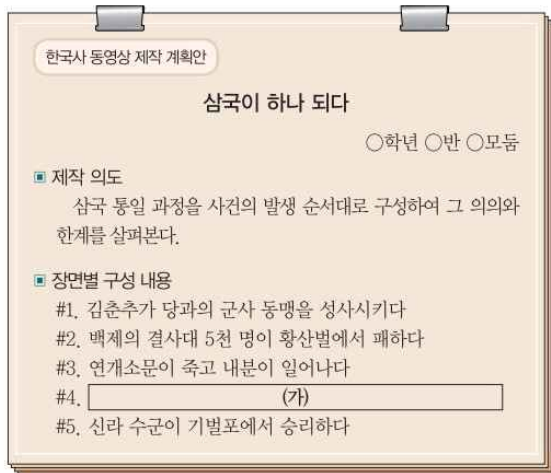 한국사 동영상 제작 계획안
삼국이 하나 되다
○학년 ○반 ○모둠
▣ 제작 의도
삼국 통일 과정을 사건의 발생 순서대로 구성하여 그 의의와
한계를 살펴본다.
▣ 장면별 구성 내용
#1. 김춘추가 당과의 군사 동맹을 성사시키다
#2. 백제의 결사대 5천 명이 황산벌에서 패하다
#3. 연개소문이 죽고 내분이 일어나다
#4. (가)
#5. 신라 수군이 기벌포에서 승리하다